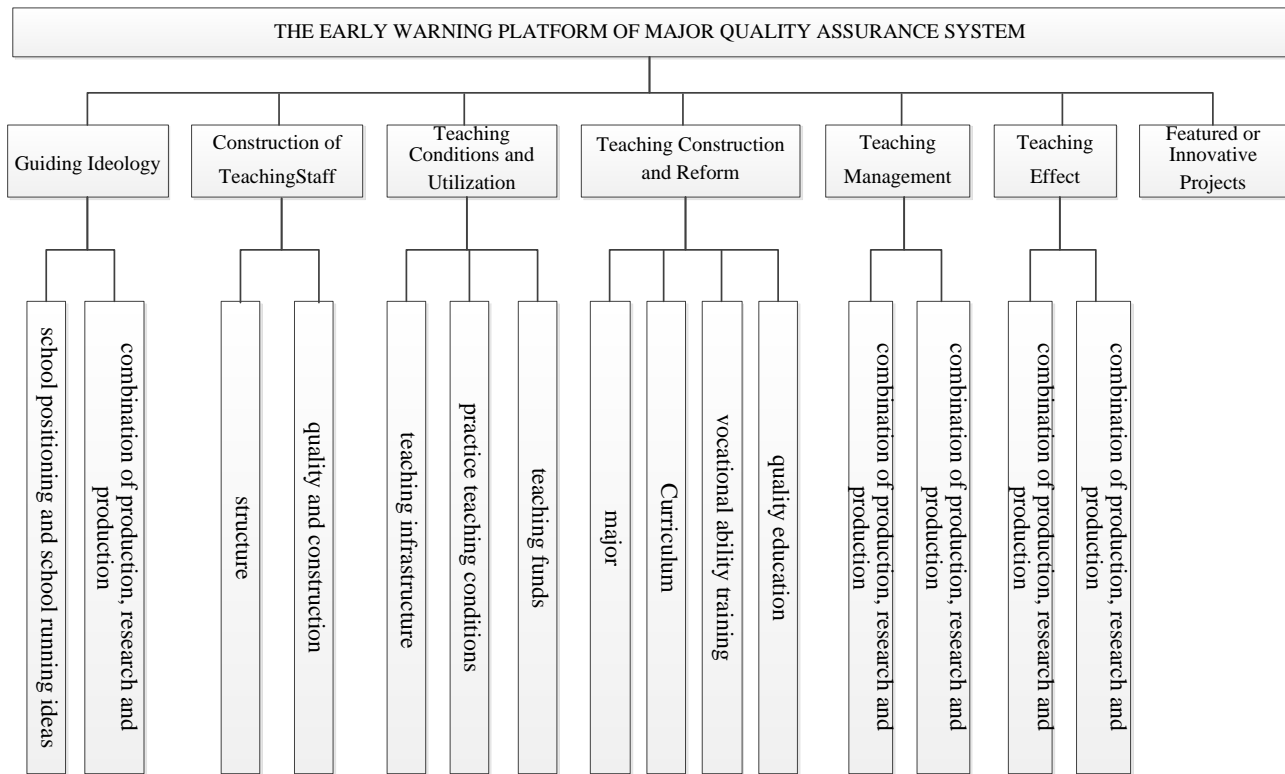 THE EARLY WARNING PLATFORM OF MAJOR QUALITY ASSURANCE SYSTEM
Guiding Ideology
Construction of
TeachingStaff
Teaching
Conditions and
Utilization
Teaching Construction
and Reform
Teaching
Management
Teaching
Effect
Featured or
Innovative
Projects
school positioning and school running ideas
combination of production, research and
production
structure
quality and construction
teaching infrastructure
practice teaching conditions
teaching funds
major
Curriculum
vocational ability training
quality education
combination of production, research and
production
combination of production, research and
production
combination of production, research and
production
combination of production, research and
production